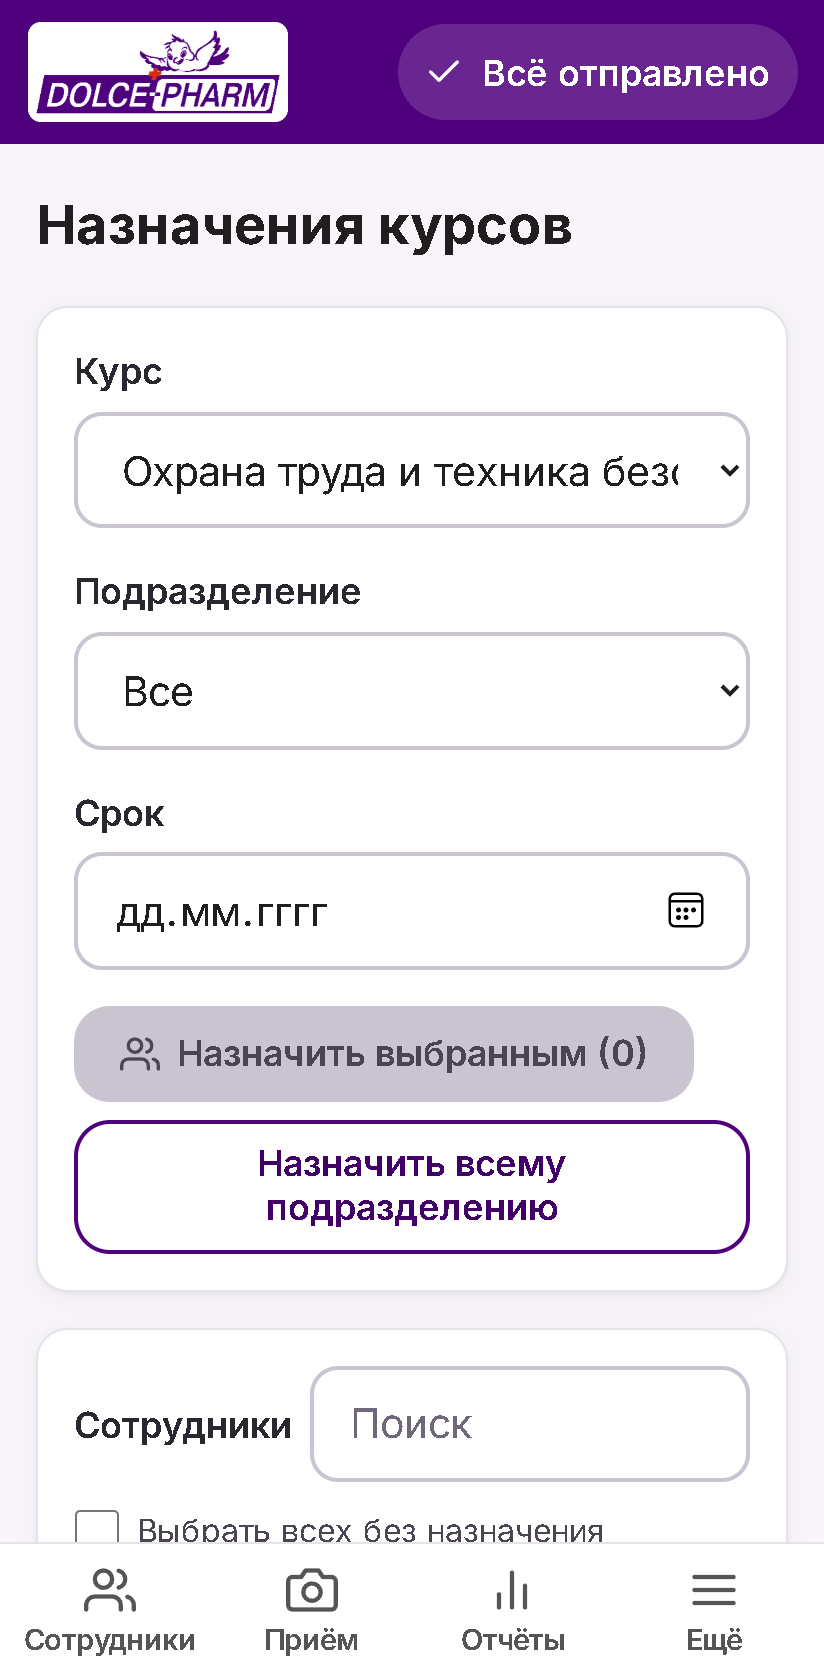 DOLCE-PHARM
Всё отправлено
Назначения курсов
Курс
Охрана труда и техника безо
Подразделение
Все
Срок
дд.мм.гггг
Назначить выбранным (0)
Назначить всему
подразделению
Сотрудники
Поиск
Выбрать всех без назначения
Сотрудники
Приём
Отчёты
Ещё